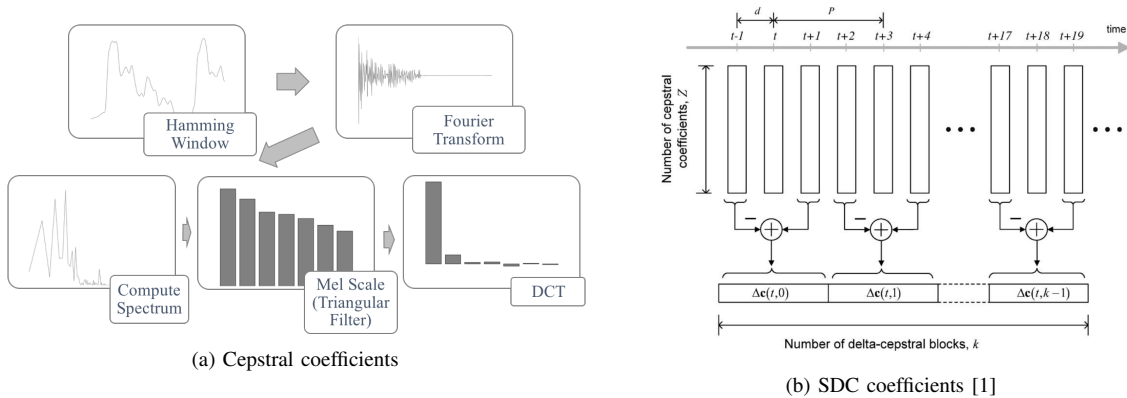 Hamming
Window
Fourier
Transform
Compute
Spectrum
Mel Scale
(Triangular
Filter)
DCT
(a) Cepstral coefficients
d
P
time
t-1
t
t+1
t+2
t+3
t+4
t+17
t+18
t+19
Number of cepstral
coefficients, Z
• • •
• • •
− + − + − +
Δc(t,0)
Δc(t,1)
Δc(t,k−1)
Number of delta-cepstral blocks, k
(b) SDC coefficients [1]